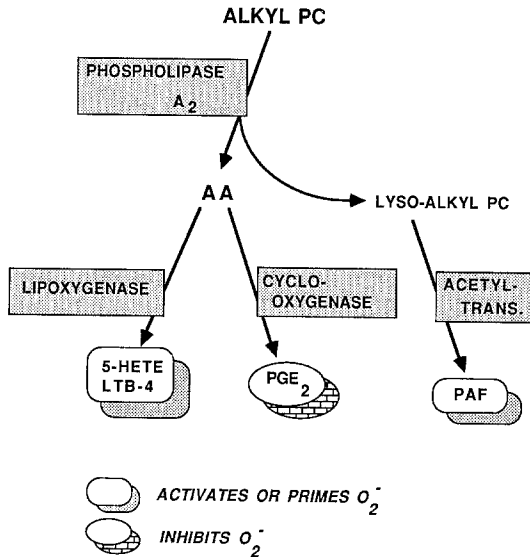 ALKYL PC
PHOSPHOLIPASE
A2
AA
LYSO-ALKYL PC
LIPOXYGENASE
CYCLO-
OXYGENASE
ACETYL-
TRANS.
5-HETE
LTB-4
PGE2
PAF
ACTIVATES OR PRIMES O2-
INHIBITS O2-